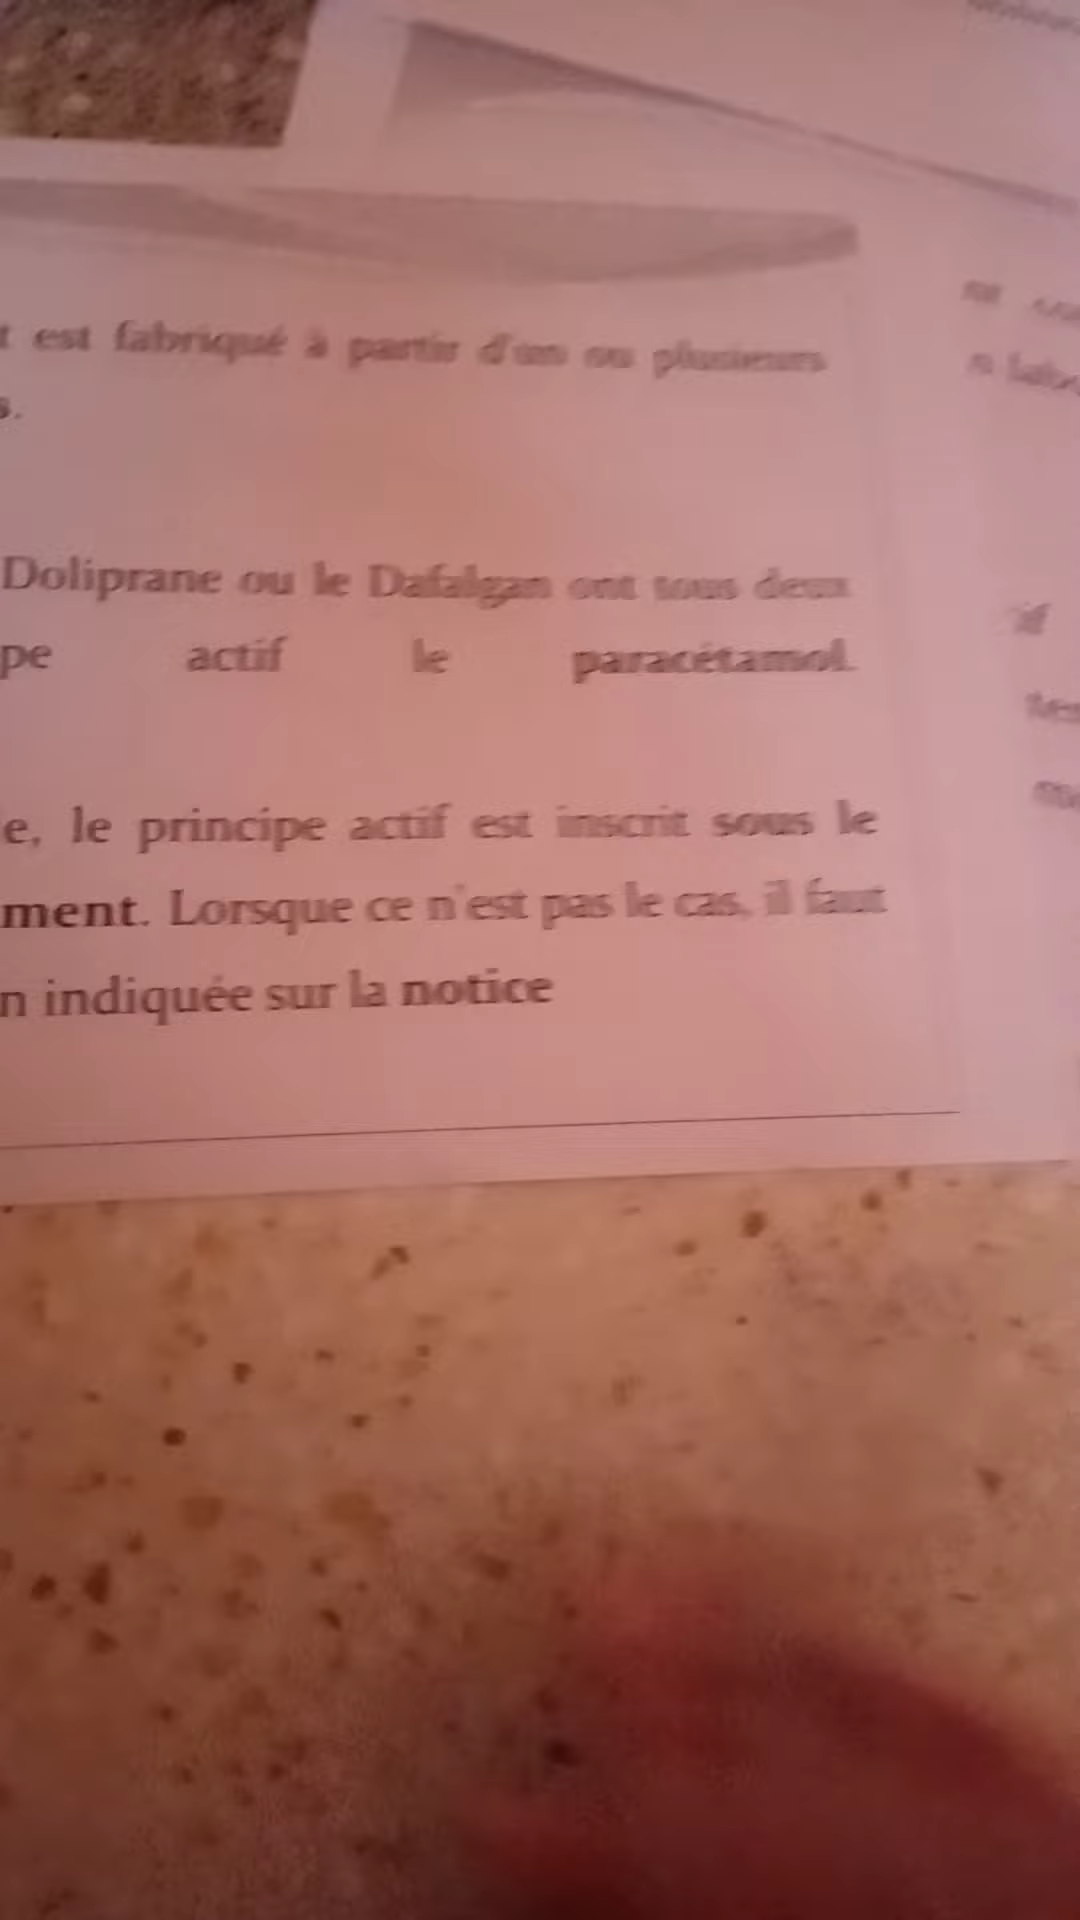 t est fabriqué à partir d'un ou plusieurs
s.
Doliprane ou le Dafalgan ont tous deux
pe actif le paracétamol.
e, le principe actif est inscrit sous le
ment. Lorsque ce n'est pas le cas, il faut
n indiquée sur la notice